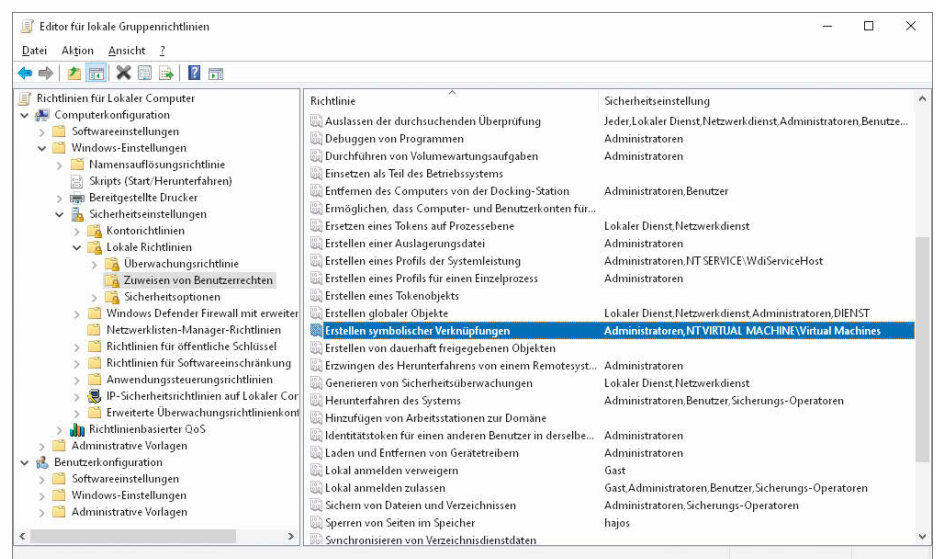 Editor für lokale Gruppenrichtlinien
Datei Aktion Ansicht ?
Richtlinien für Lokaler Computer
Computerkonfiguration
Softwareeinstellungen
Windows-Einstellungen
Namensauflösungsrichtlinie
Skripts (Start/Herunterfahren)
Bereitgestellte Drucker
Sicherheitseinstellungen
Kontorichtlinien
Lokale Richtlinien
Überwachungsrichtlinie
Zuweisen von Benutzerrechten
Sicherheitsoptionen
Windows Defender Firewall mit erweiter
Netzwerklisten-Manager-Richtlinien
Richtlinien für öffentliche Schlüssel
Richtlinien für Softwareeinschränkung
Anwendungssteuerungsrichtlinien
IP-Sicherheitsrichtlinien auf Lokaler Cor
Erweiterte Überwachungsrichtlinienkonf
Richtlinienbasierter QoS
Administrative Vorlagen
Benutzerkonfiguration
Softwareeinstellungen
Windows-Einstellungen
Administrative Vorlagen
Richtlinie Sicherheitseinstellung
Auslassen der durchsuchenden Überprüfung Jeder,Lokaler Dienst,Netzwerkdienst,Administratoren,Benutze...
Debuggen von Programmen Administratoren
Durchführen von Volumewartungsaufgaben Administratoren
Einsetzen als Teil des Betriebssystems
Entfernen des Computers von der Docking-Station Administratoren,Benutzer
Ermöglichen, dass Computer- und Benutzerkonten für...
Ersetzen eines Tokens auf Prozessebene Lokaler Dienst,Netzwerkdienst
Erstellen einer Auslagerungsdatei Administratoren
Erstellen eines Profils der Systemleistung Administratoren,NT SERVICE\WdiServiceHost
Erstellen eines Profils für einen Einzelprozess Administratoren
Erstellen eines Tokenobjekts
Erstellen globaler Objekte Lokaler Dienst,Netzwerkdienst,Administratoren,DIENST
Erstellen symbolischer Verknüpfungen Administratoren,NT VIRTUAL MACHINE\Virtual Machines
Erstellen von dauerhaft freigegebenen Objekten
Erzwingen des Herunterfahrens von einem Remotesyst... Administratoren
Generieren von Sicherheitsüberwachungen Lokaler Dienst,Netzwerkdienst
Herunterfahren des Systems Administratoren,Benutzer,Sicherungs-Operatoren
Hinzufügen von Arbeitsstationen zur Domäne
Identitätstoken für einen anderen Benutzer in derselbe... Administratoren
Laden und Entfernen von Gerätetreibern Administratoren
Lokal anmelden verweigern Gast
Lokal anmelden zulassen Gast,Administratoren,Benutzer,Sicherungs-Operatoren
Sichern von Dateien und Verzeichnissen Administratoren,Sicherungs-Operatoren
Sperren von Seiten im Speicher hajos
Synchronisieren von Verzeichnisdienstdaten